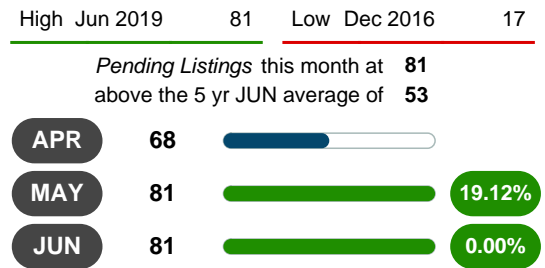 High Jun 2019 81 Low Dec 2016 17
Pending Listings this month at 81
above the 5 yr JUN average of 53
APR 68
MAY 81 19.12%
JUN 81 0.00%